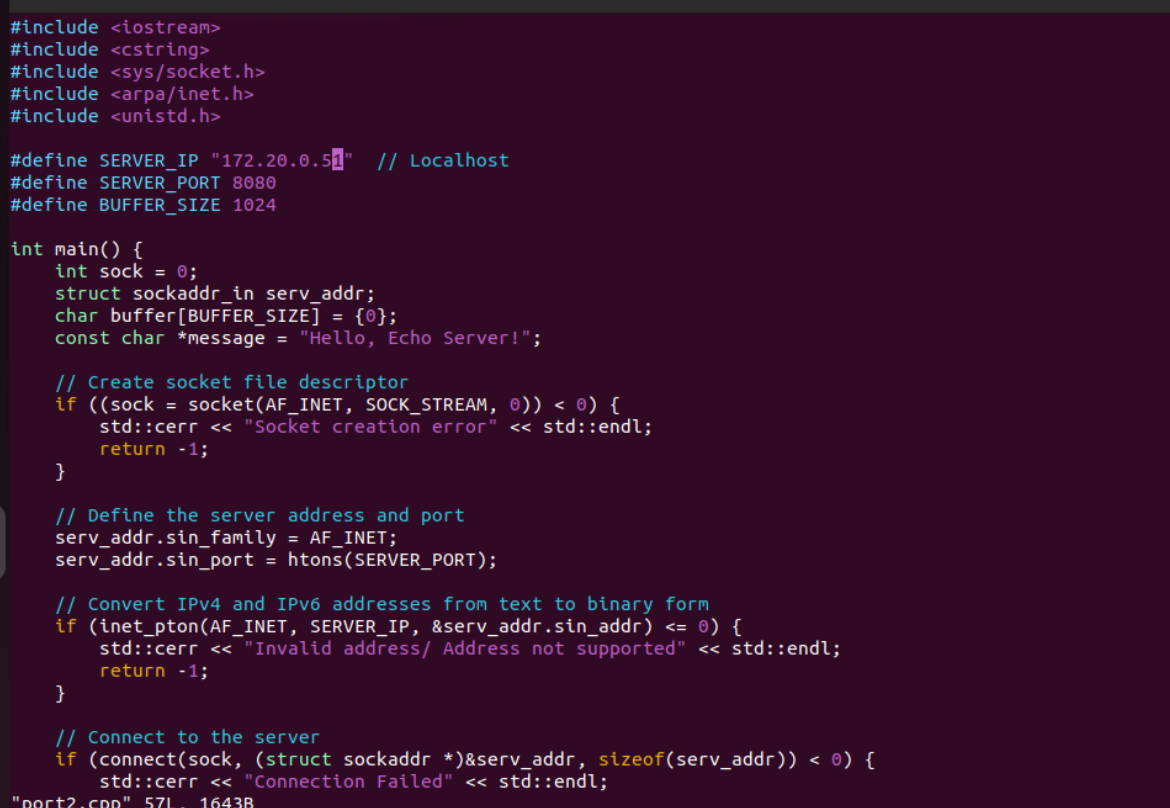 #include <iostream>
#include <cstring>
#include <sys/socket.h>
#include <arpa/inet.h>
#include <unistd.h>

#define SERVER_IP "172.20.0.51"  // Localhost
#define SERVER_PORT 8080
#define BUFFER_SIZE 1024

int main() {
    int sock = 0;
    struct sockaddr_in serv_addr;
    char buffer[BUFFER_SIZE] = {0};
    const char *message = "Hello, Echo Server!";

    // Create socket file descriptor
    if ((sock = socket(AF_INET, SOCK_STREAM, 0)) < 0) {
        std::cerr << "Socket creation error" << std::endl;
        return -1;
    }

    // Define the server address and port
    serv_addr.sin_family = AF_INET;
    serv_addr.sin_port = htons(SERVER_PORT);

    // Convert IPv4 and IPv6 addresses from text to binary form
    if (inet_pton(AF_INET, SERVER_IP, &serv_addr.sin_addr) <= 0) {
        std::cerr << "Invalid address/ Address not supported" << std::endl;
        return -1;
    }

    // Connect to the server
    if (connect(sock, (struct sockaddr *)&serv_addr, sizeof(serv_addr)) < 0) {
        std::cerr << "Connection Failed" << std::endl;
"port2.cpp" 57L, 1643B